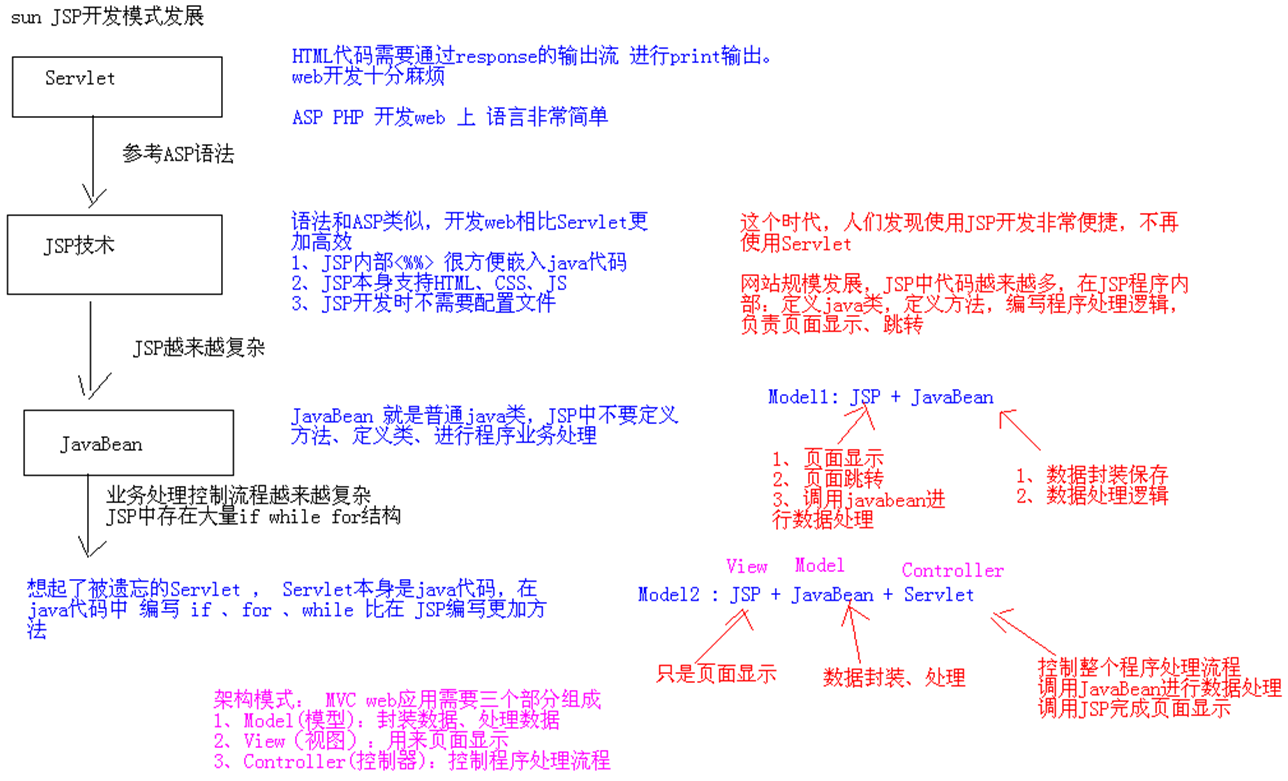 sun JSP开发模式发展
Servlet
HTML代码需要通过response的输出流 进行print输出。
web开发十分麻烦
ASP PHP 开发web 上 语言非常简单
参考ASP语法
JSP技术
语法和ASP类似，开发web相比Servlet更
加高效
1、JSP内部<%%> 很方便嵌入java代码
2、JSP本身支持HTML、CSS、JS
3、JSP开发时不需要配置文件
这个时代，人们发现使用JSP开发非常便捷，不再
使用Servlet
网站规模发展，JSP中代码越来越多，在JSP程序内
部：定义java类，定义方法，编写程序处理逻辑，
负责页面显示、跳转
JSP越来越复杂
JavaBean
JavaBean 就是普通java类，JSP中不要定义
方法、定义类、进行程序业务处理
Model1: JSP + JavaBean
1、页面显示
2、页面跳转
3、调用javabean进
行数据处理
1、数据封装保存
2、数据处理逻辑
业务处理控制流程越来越复杂
JSP中存在大量if while for结构
想起了被遗忘的Servlet ， Servlet本身是java代码，在
java代码中 编写 if 、for 、while 比在 JSP编写更加方
法
View Model Controller
Model2 : JSP + JavaBean + Servlet
只是页面显示
数据封装、处理
控制整个程序处理流程
调用JavaBean进行数据处理
调用JSP完成页面显示
架构模式： MVC web应用需要三个部分组成
1、Model(模型)：封装数据、处理数据
2、View（视图）：用来页面显示
3、Controller(控制器)：控制程序处理流程